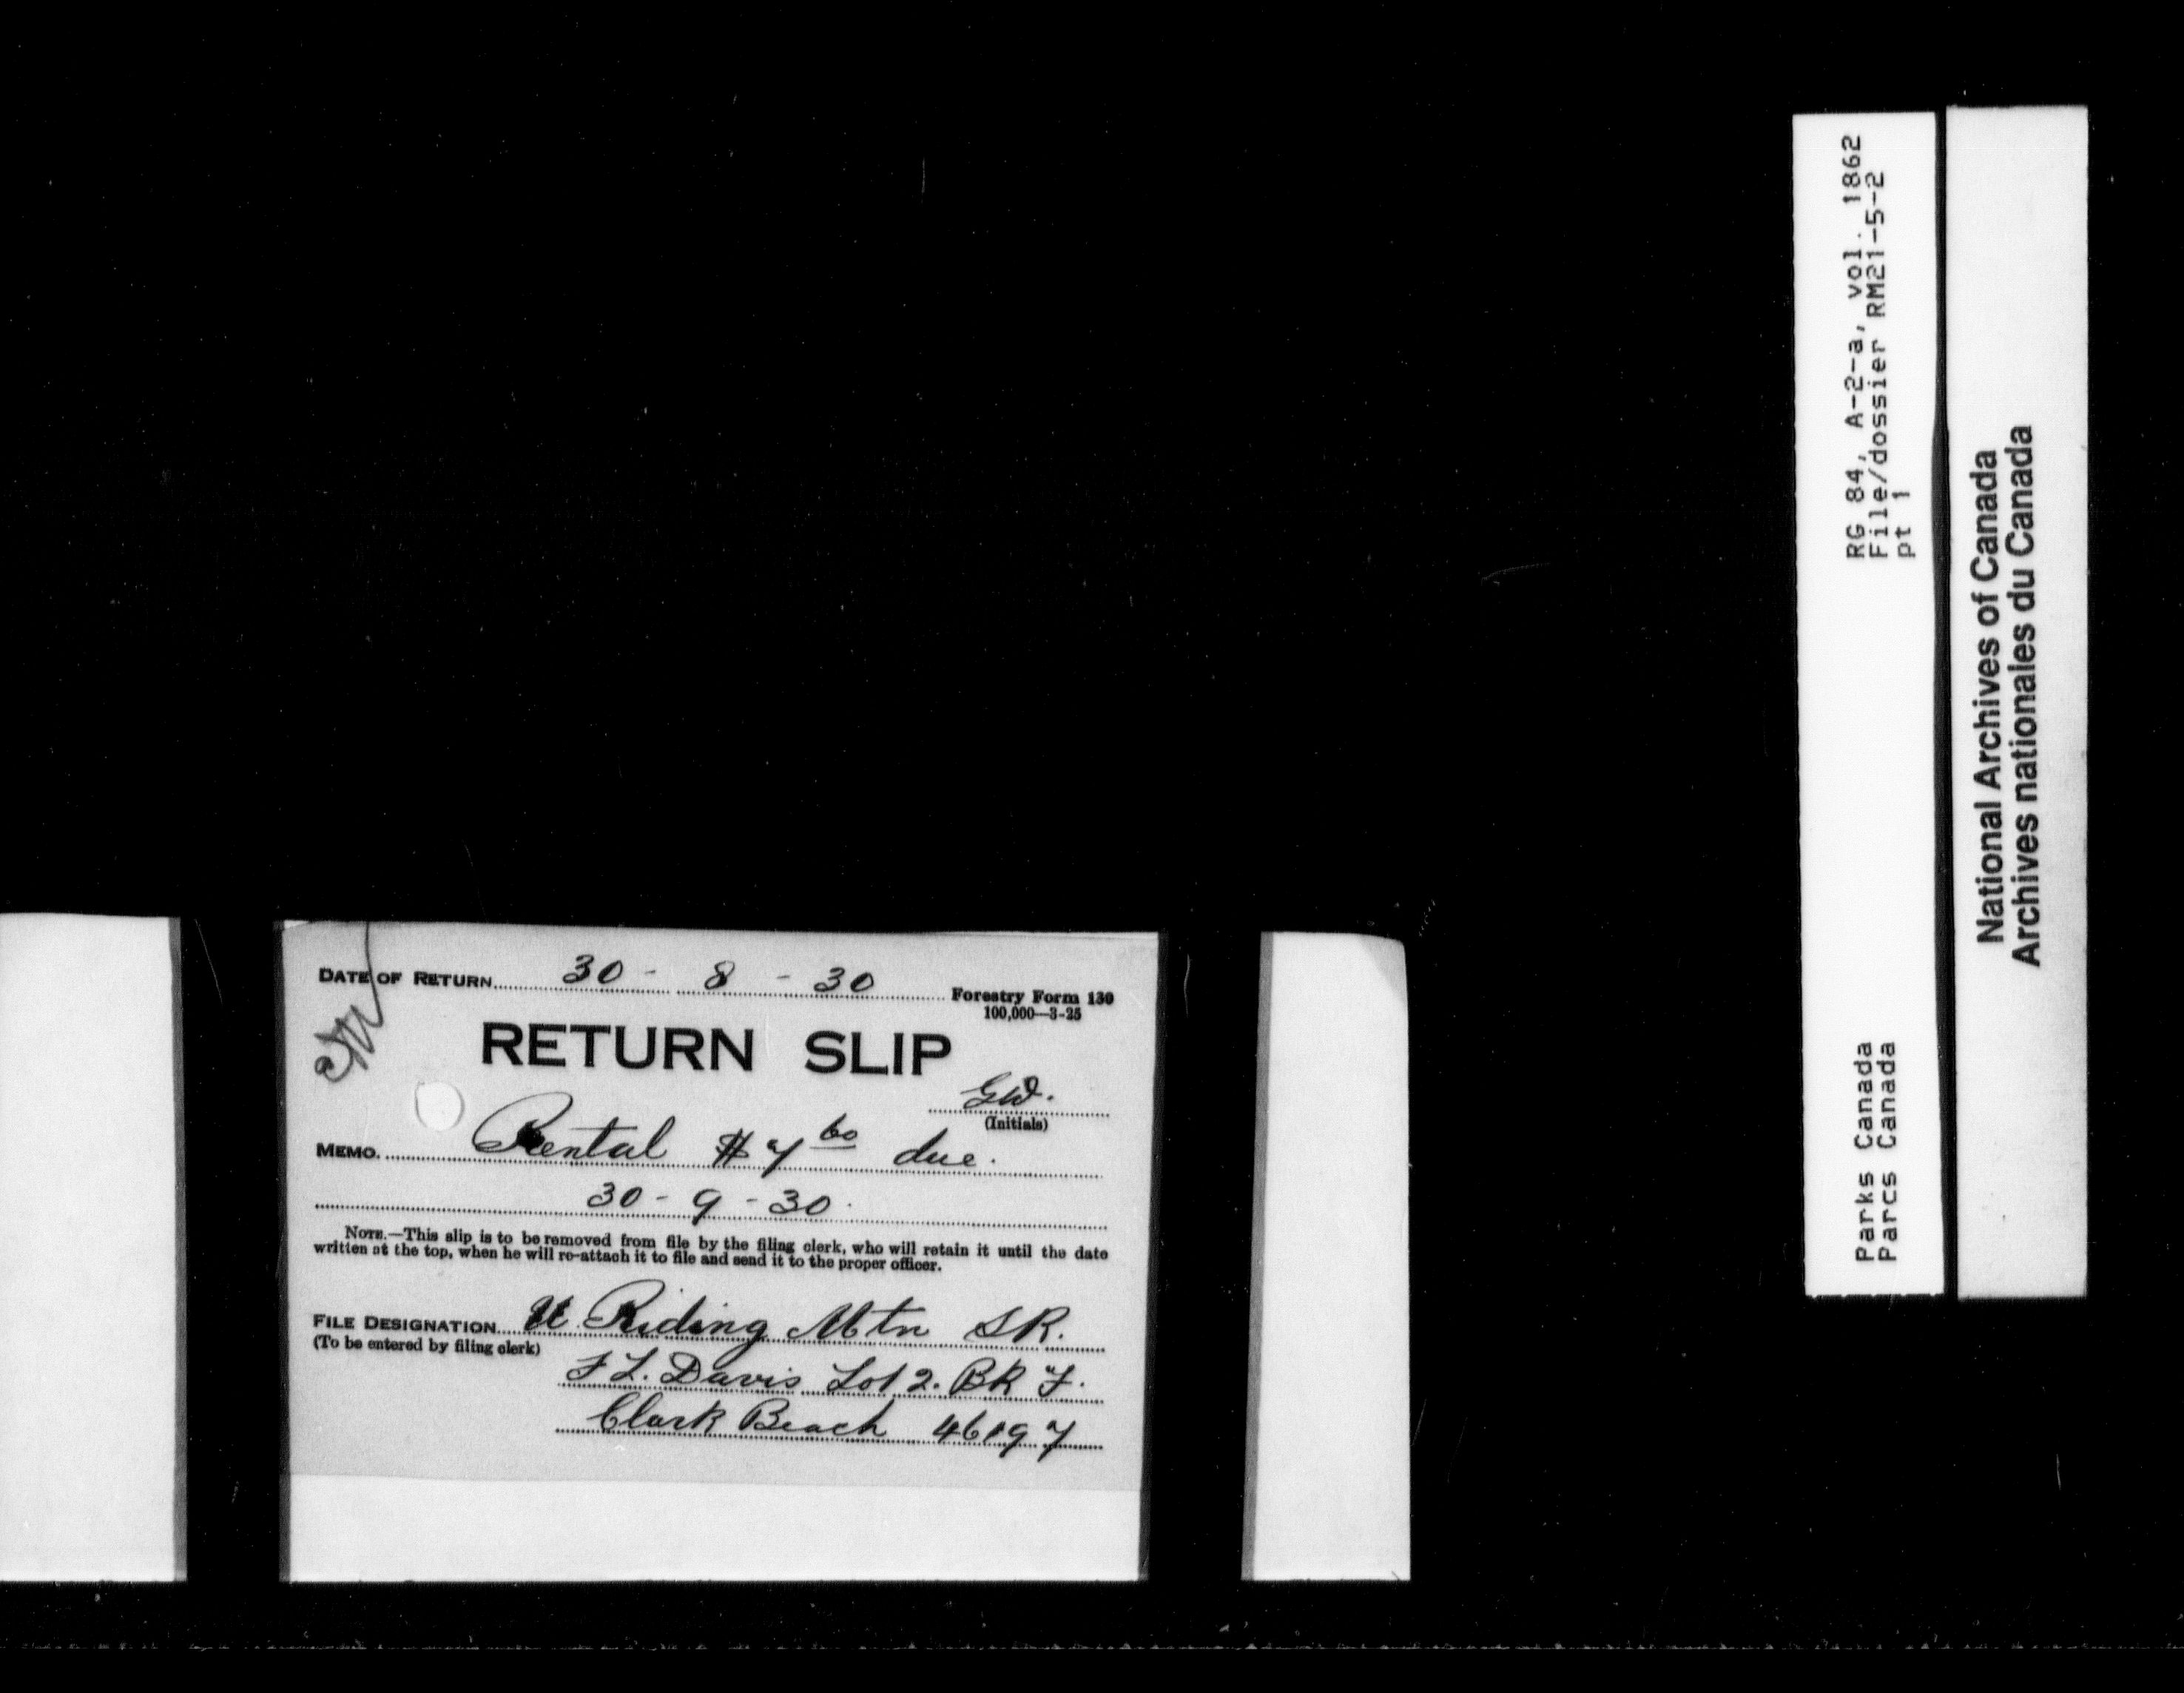 DATE OF RETURN 30 - 8 - 30
Forestry Form 130
100,000—3-25
RETURN SLIP
GW.
(Initials)
MEMO. Rental $7 60 due.
30 - 9 - 30
NOTE.—This slip is to be removed from file by the filing clerk, who will retain it until the date
written at the top, when he will re-attach it to file and send it to the proper officer.
FILE DESIGNATION U Riding Mtn SR.
(To be entered by filing clerk)
F L. Davis Lot 2. BK 7.
Clark Beach 46197
RG 84, A-2-a, vol. 1862
File/dossier RM21-5-2
pt 1
Parks Canada
Parcs Canada
National Archives of Canada
Archives nationales du Canada